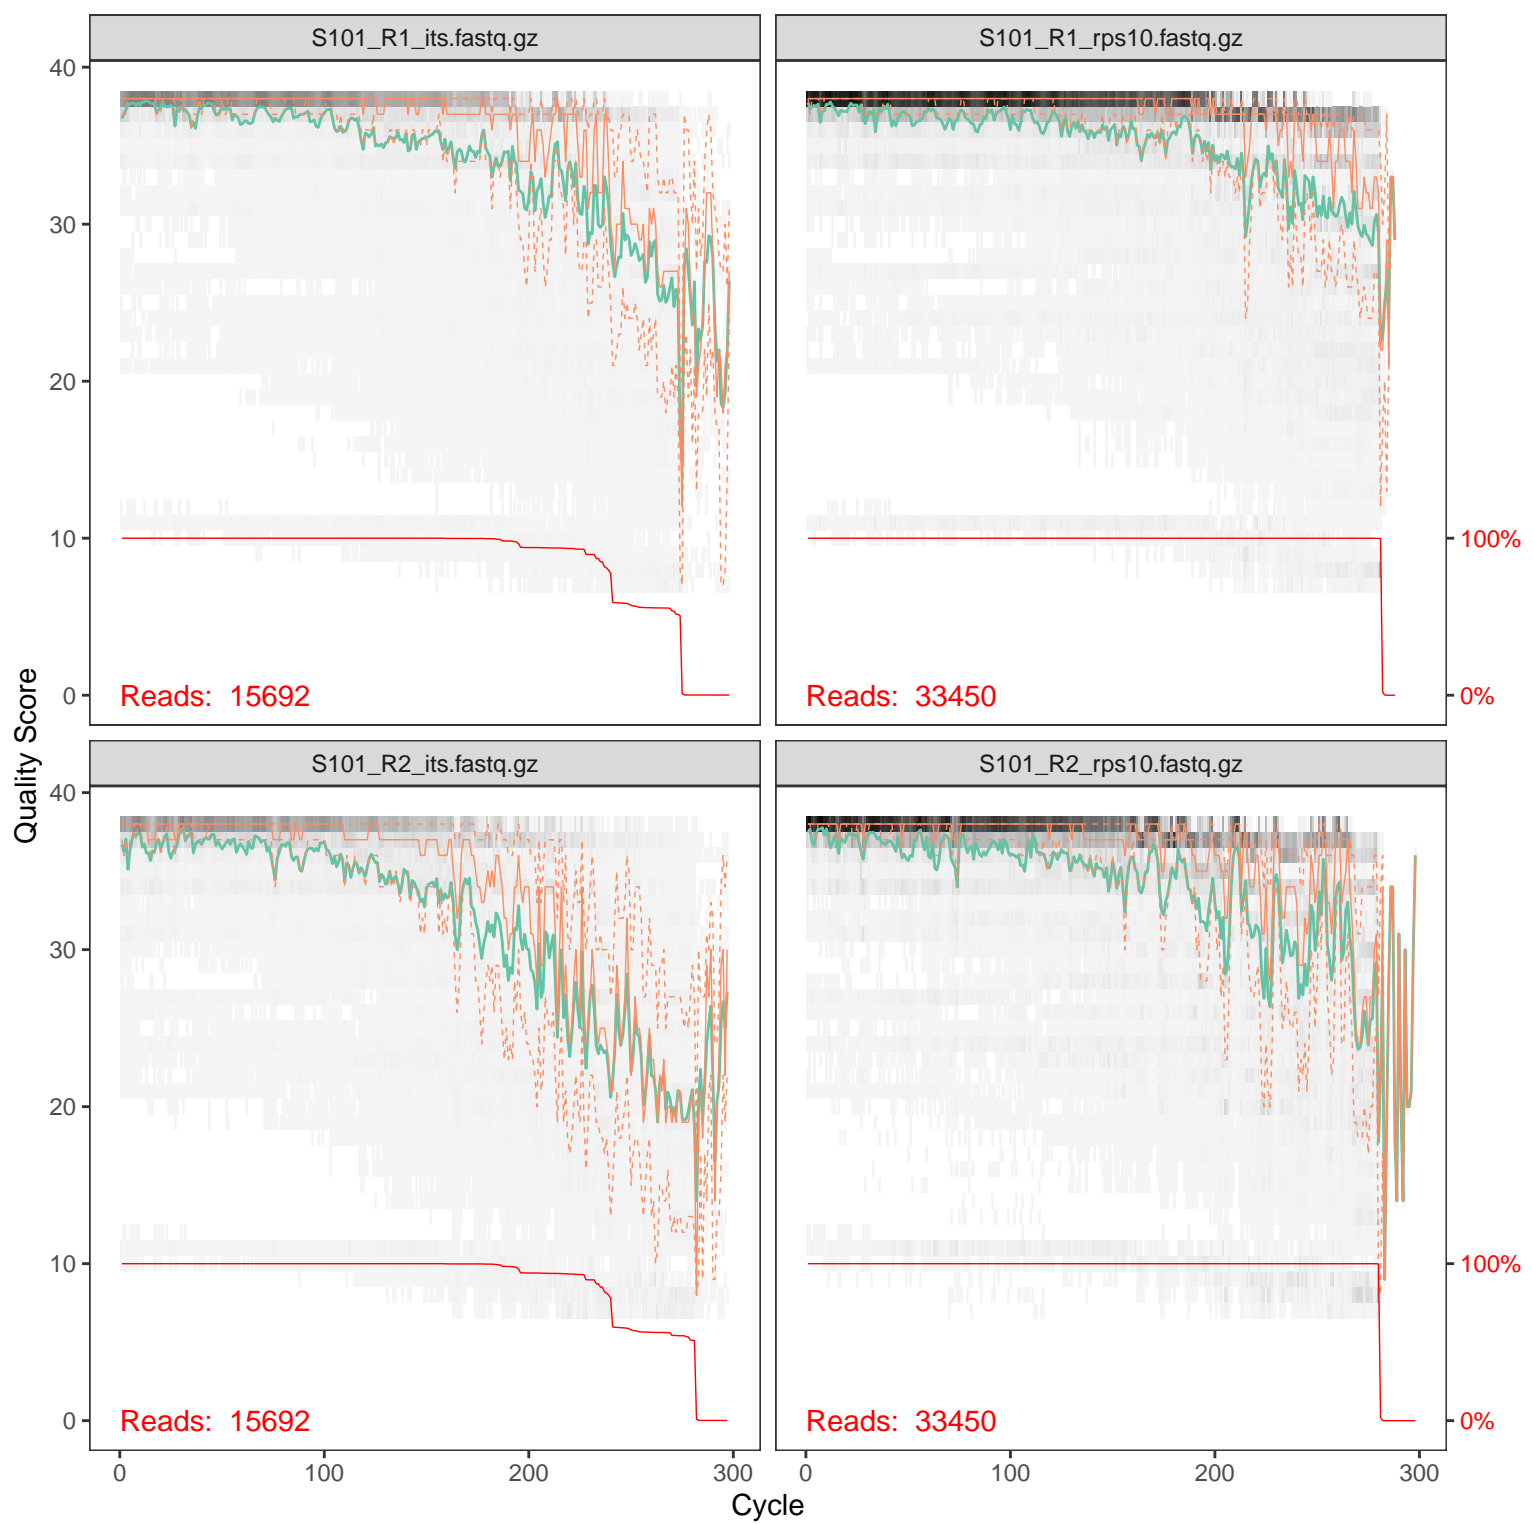 S101_R1_its.fastq.gz
S101_R1_rps10.fastq.gz
40
30
20
10
0
100%
0%
Reads: 15692
Reads: 33450
Quality Score
S101_R2_its.fastq.gz
S101_R2_rps10.fastq.gz
40
30
20
10
0
100%
0%
Reads: 15692
Reads: 33450
0 100 200 300
0 100 200 300
Cycle